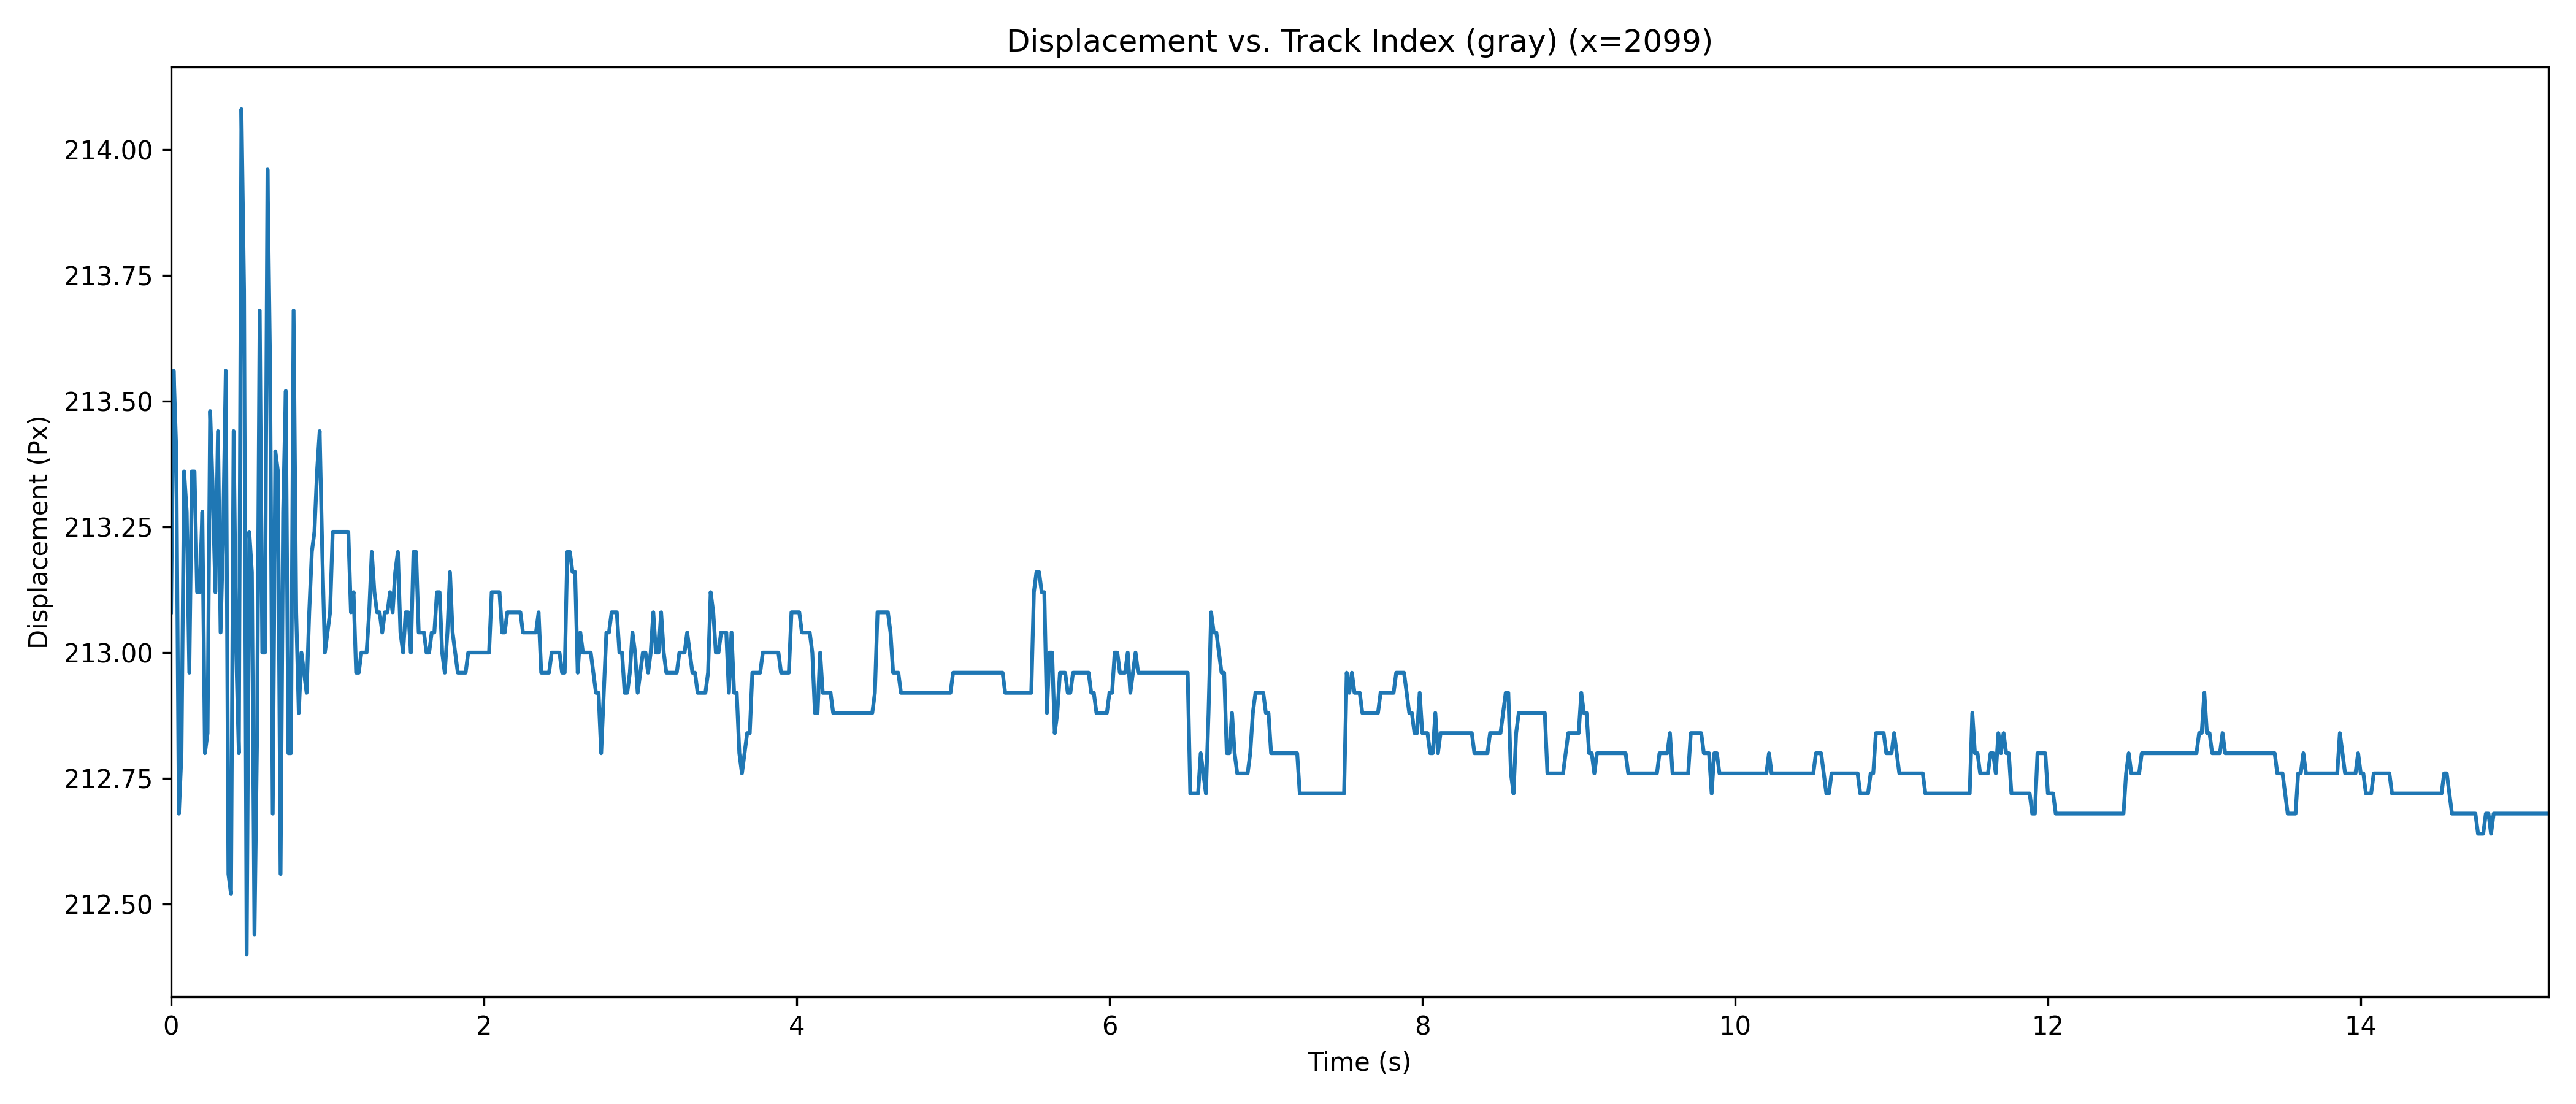 Displacement vs. Track Index (gray) (x=2099)
Displacement (Px)
214.00
213.75
213.50
213.25
213.00
212.75
212.50
0 2 4 6 8 10 12 14
Time (s)